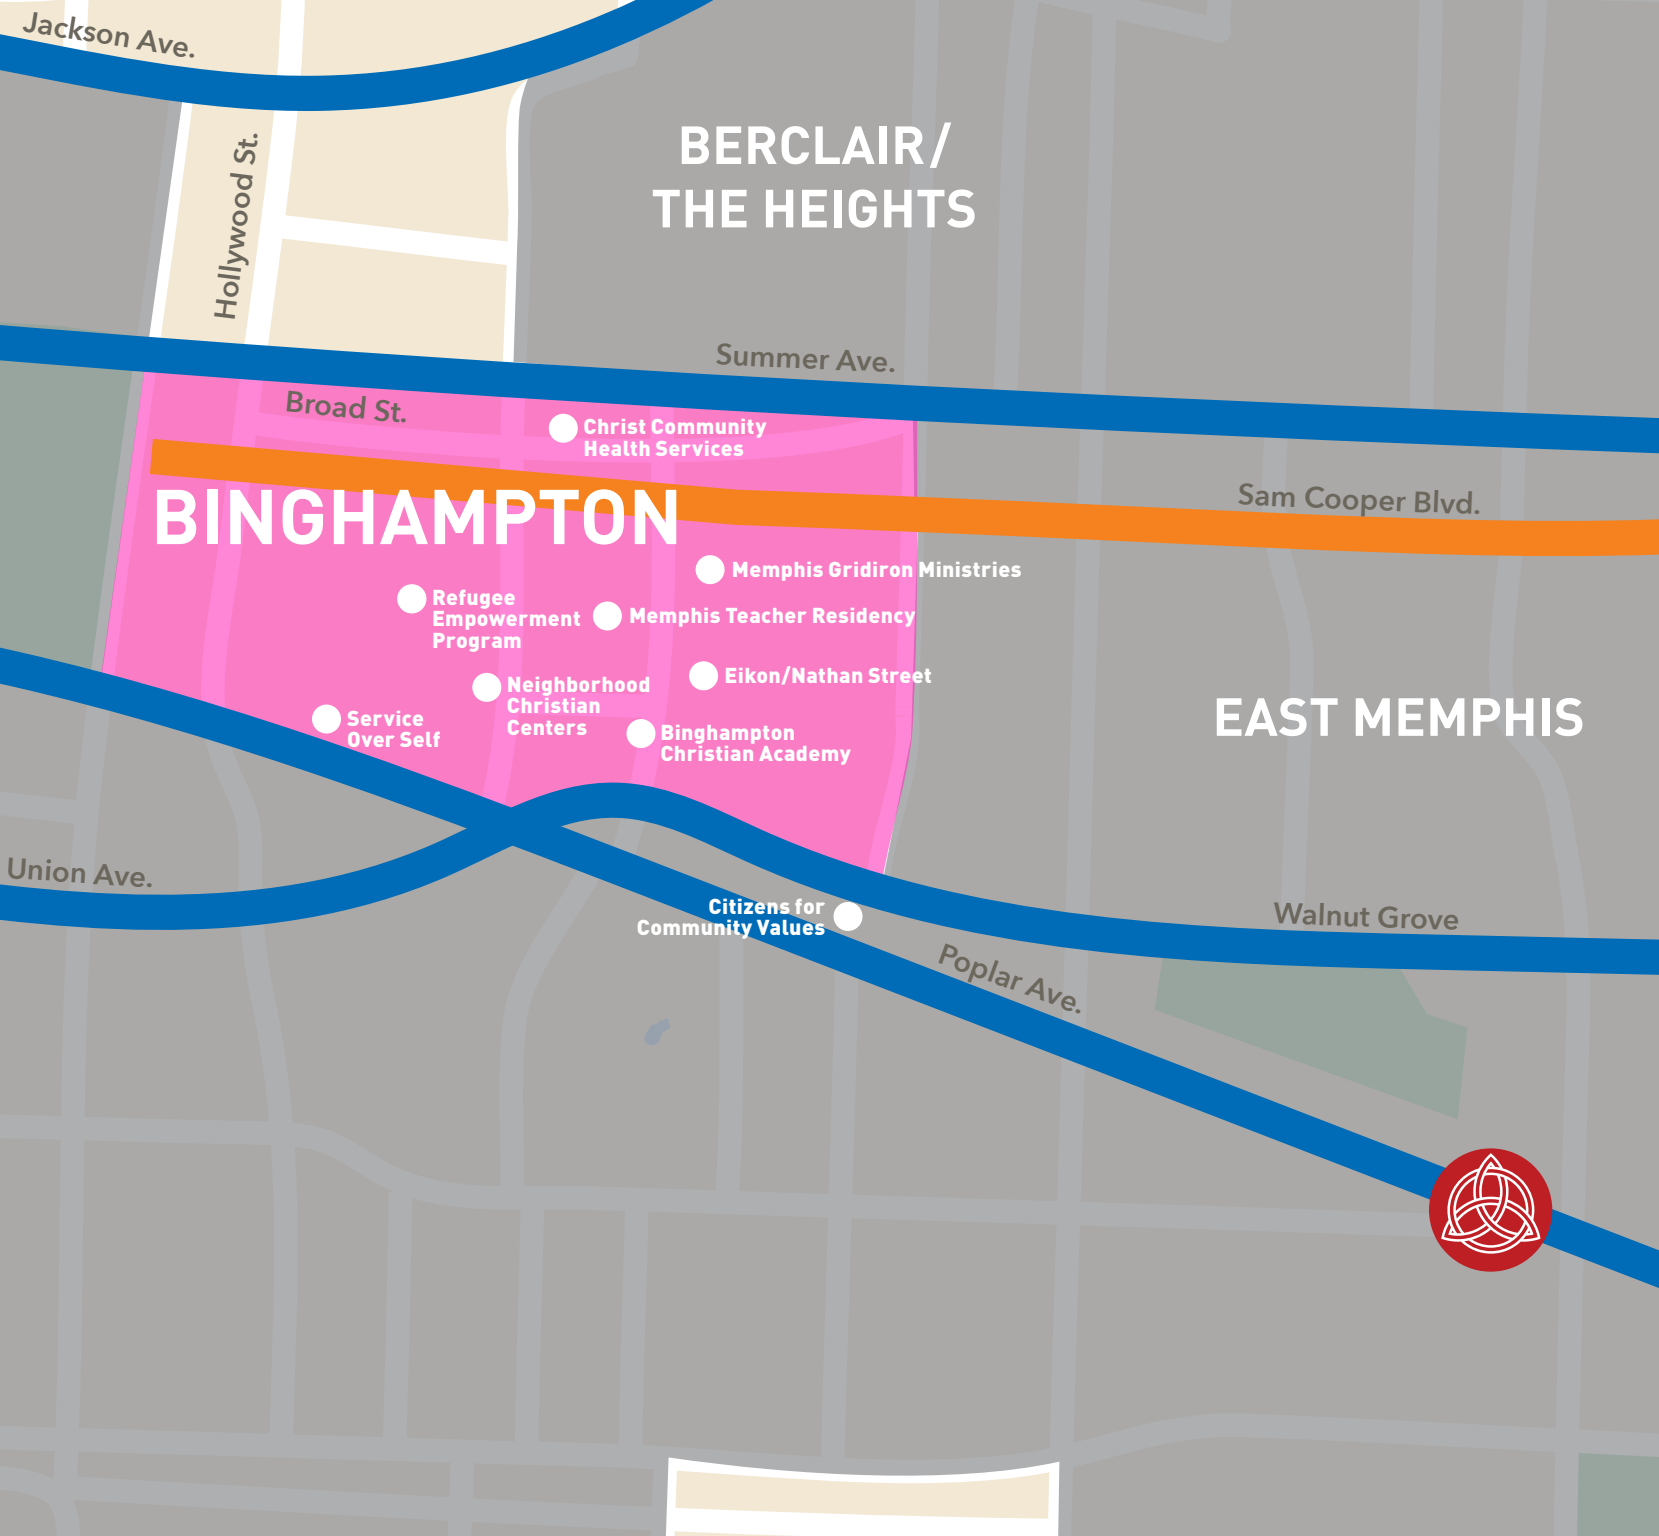 Jackson Ave.
Hollywood St.
BERCLAIR/
THE HEIGHTS
Summer Ave.
Broad St.
Christ Community
Health Services
BINGHAMPTON
Sam Cooper Blvd.
Memphis Gridiron Ministries
Refugee
Empowerment
Program
Memphis Teacher Residency
Eikon/Nathan Street
Neighborhood
Christian
Centers
EAST MEMPHIS
Service
Over Self
Binghampton
Christian Academy
Union Ave.
Citizens for
Community Values
Walnut Grove
Poplar Ave.